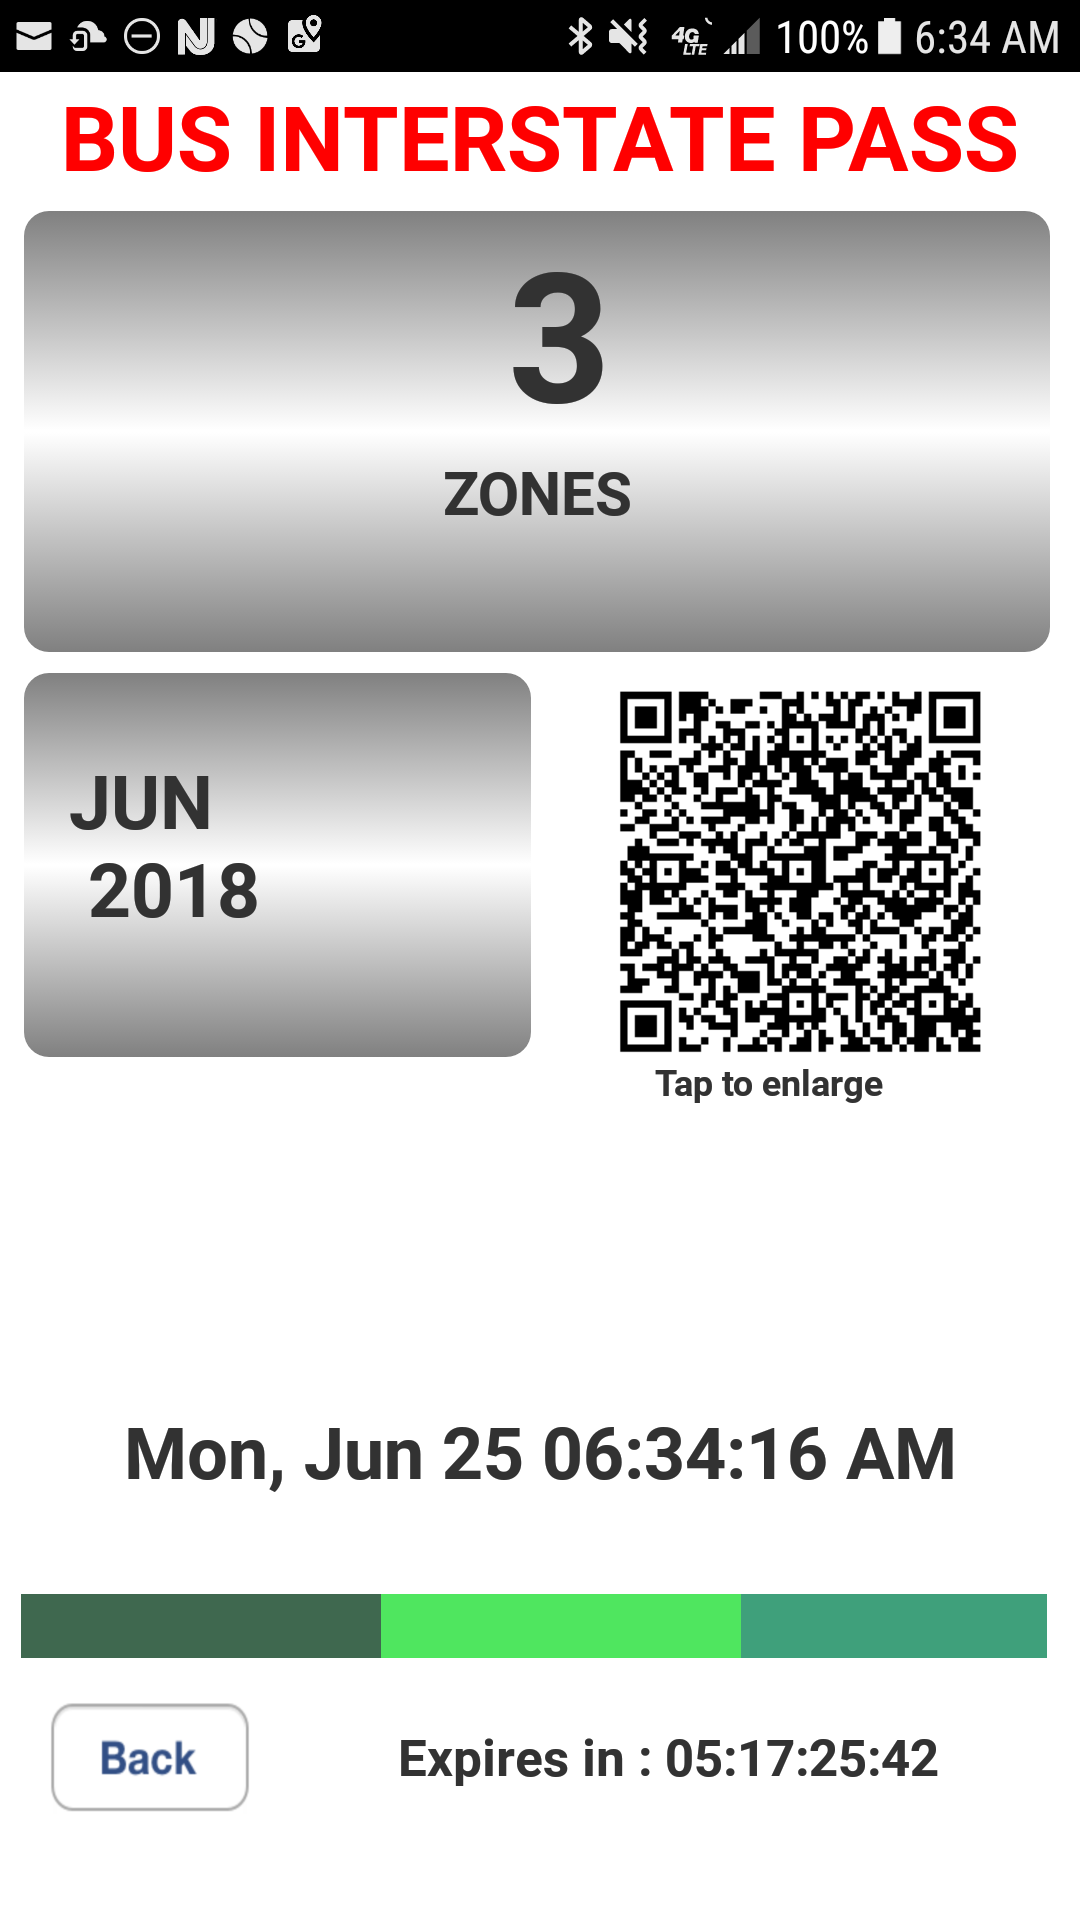 100% 6:34 AM
BUS INTERSTATE PASS
3
ZONES
JUN
2018
Tap to enlarge
Mon, Jun 25 06:34:16 AM
Back
Expires in : 05:17:25:42